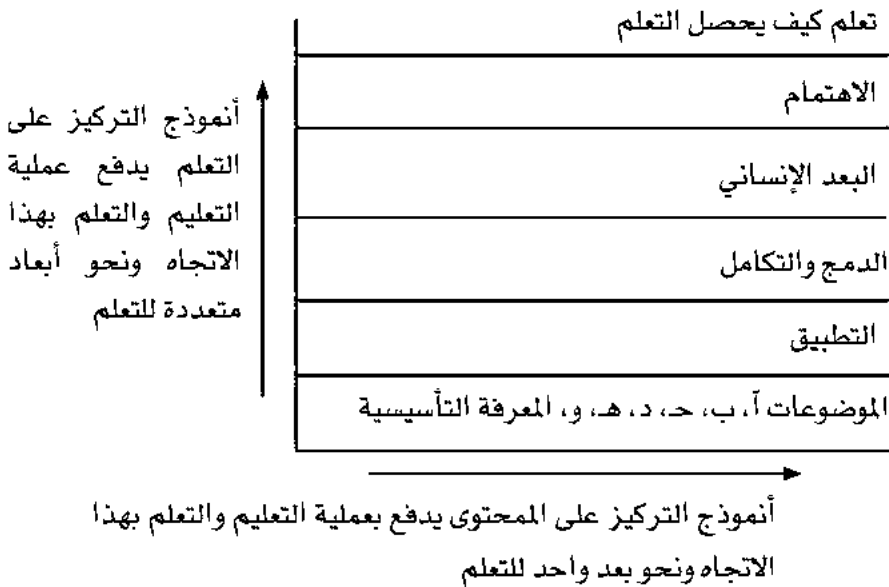 تعلم كيف يحصل التعلم
الاهتمام
البعد الإنساني
الدمج والتكامل
التطبيق
الموضوعات آ، ب، حـ، د، هـ، و، المعرفة التأسيسية
أنموذج التركيز على
التعلم يدفع عملية
التعليم والتعلم بهذا
الاتجاه ونحو أبعاد
متعددة للتعلم
أنموذج التركيز على المحتوى يدفع بعملية التعليم والتعلم بهذا
الاتجاه ونحو بعد واحد للتعلم